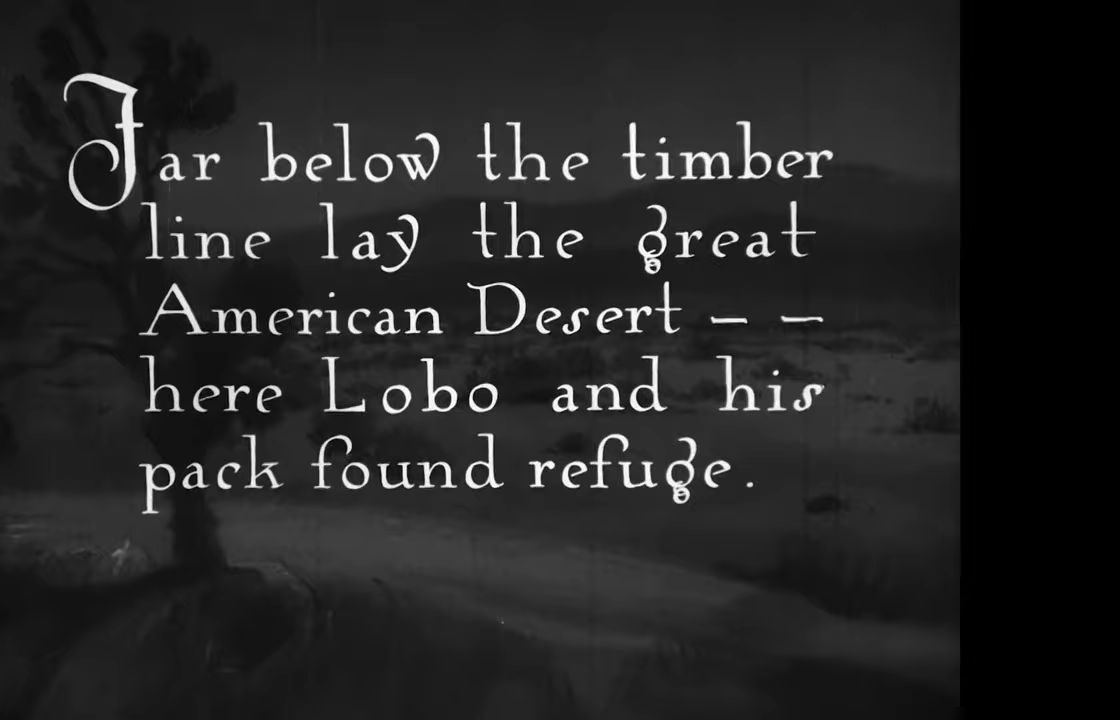 Far below the timber
line lay the great
American Desert – –
here Lobo and his
pack found refuge.